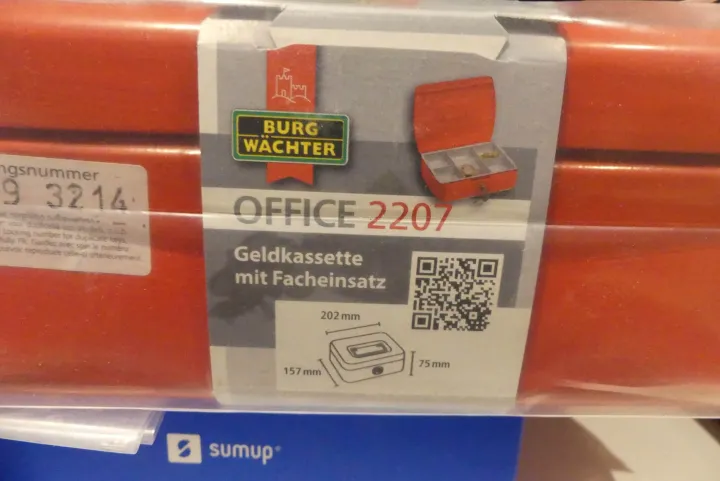 BURG
WÄCHTER
ngsnummer
9 3214
OFFICE 2207
Geldkassette
mit Facheinsatz
202 mm
157 mm
75 mm
sumup